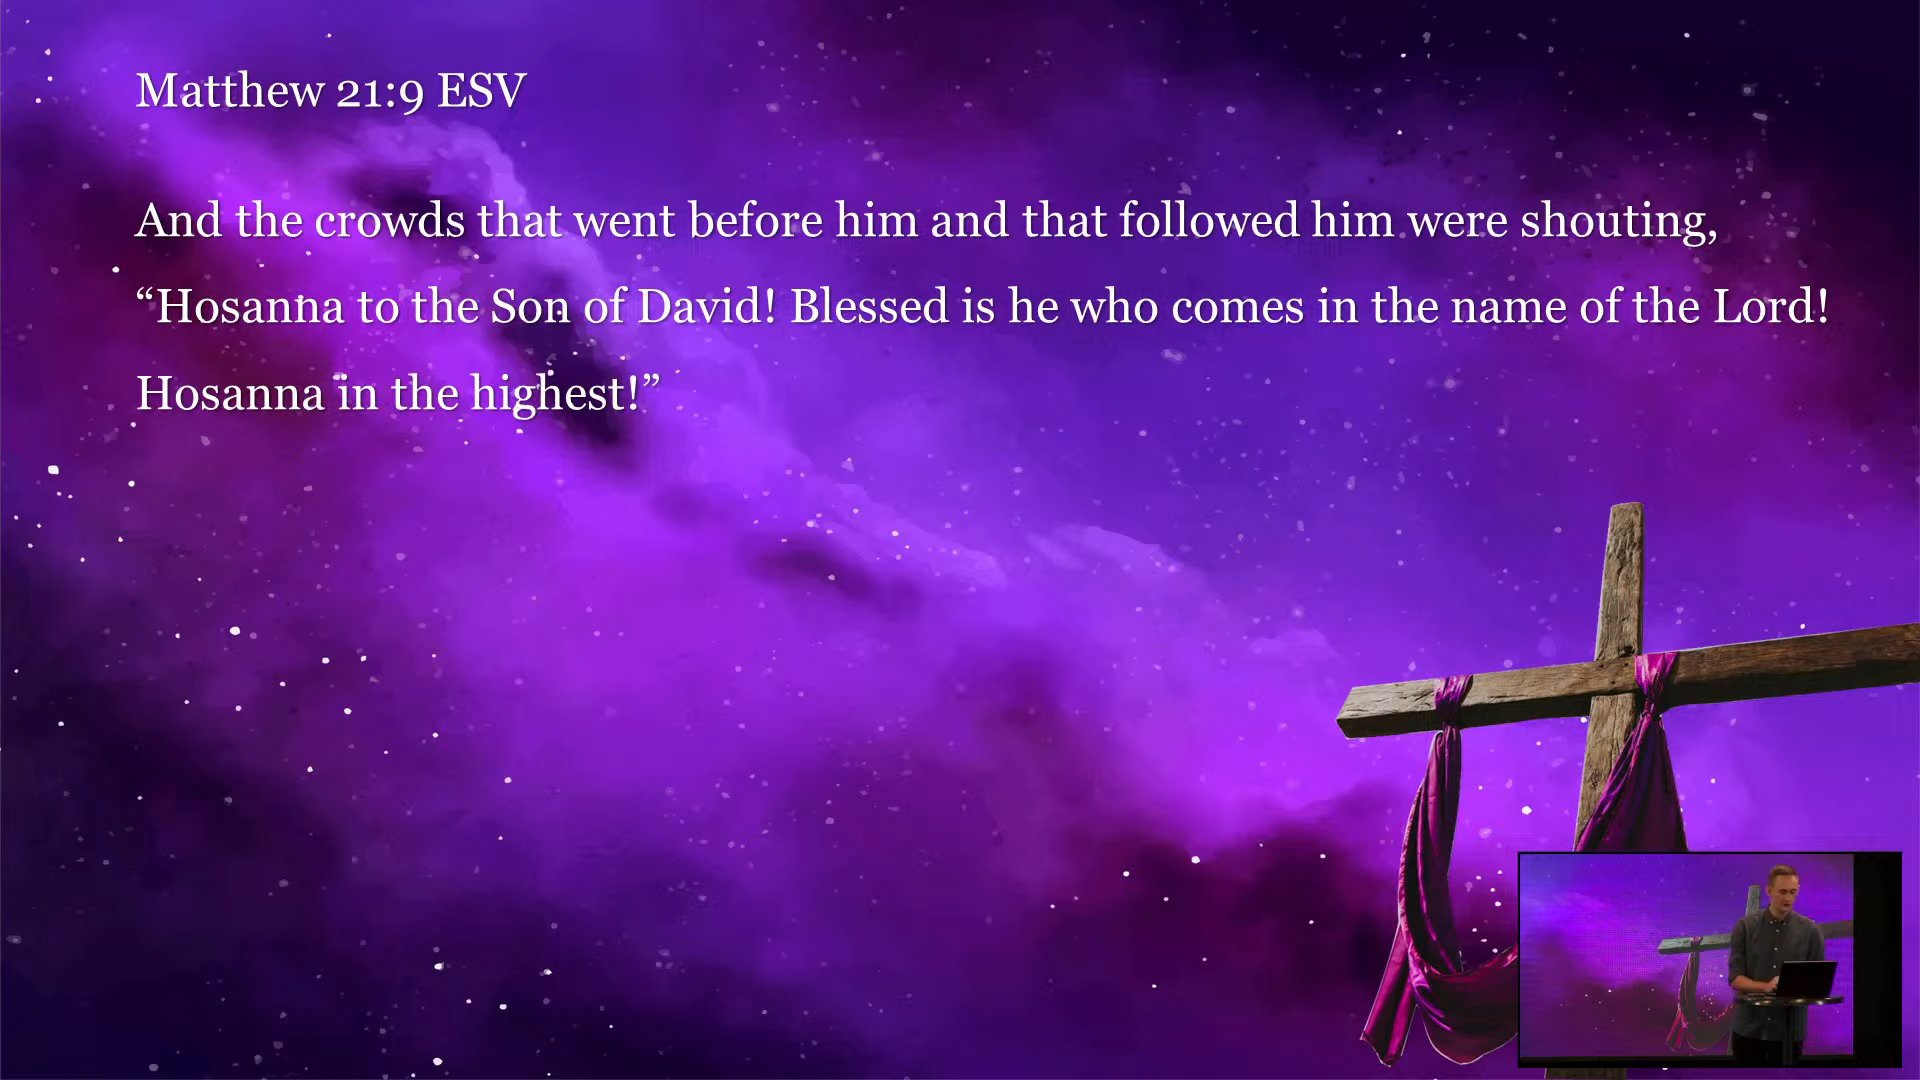 Matthew 21:9 ESV
And the crowds that went before him and that followed him were shouting,
“Hosanna to the Son of David! Blessed is he who comes in the name of the Lord!
Hosanna in the highest!”